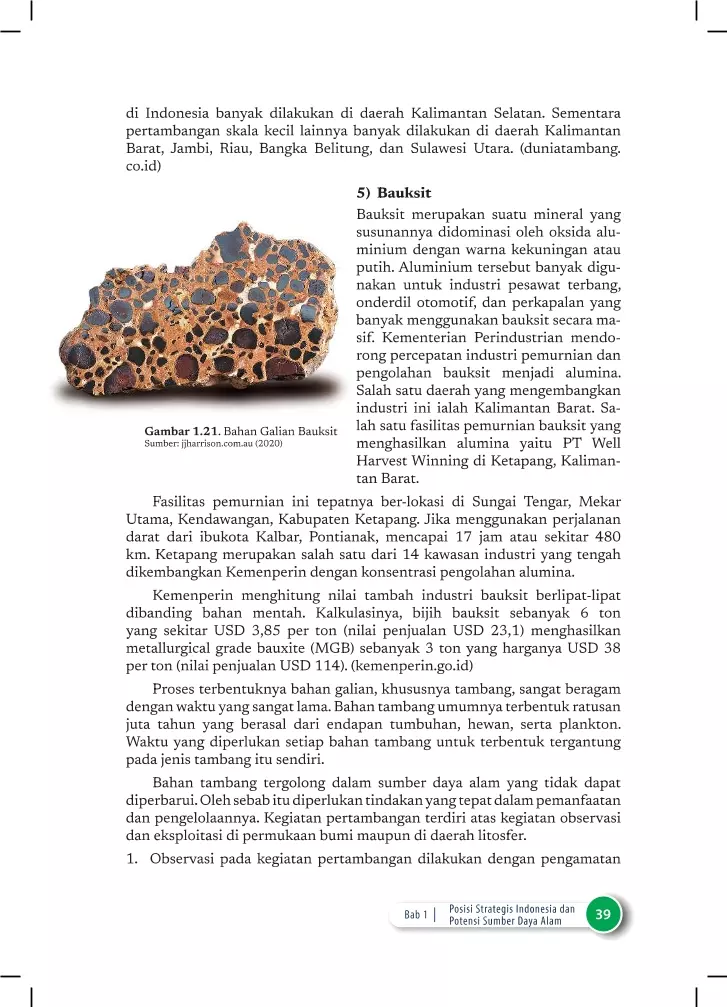 di Indonesia banyak dilakukan di daerah Kalimantan Selatan. Sementara
pertambangan skala kecil lainnya banyak dilakukan di daerah Kalimantan
Barat, Jambi, Riau, Bangka Belitung, dan Sulawesi Utara. (duniatambang.
co.id)
5) Bauksit
Bauksit merupakan suatu mineral yang
susunannya didominasi oleh oksida alu-
minium dengan warna kekuningan atau
putih. Aluminium tersebut banyak digu-
nakan untuk industri pesawat terbang,
onderdil otomotif, dan perkapalan yang
banyak menggunakan bauksit secara ma-
sif. Kementerian Perindustrian mendo-
rong percepatan industri pemurnian dan
pengolahan bauksit menjadi alumina.
Salah satu daerah yang mengembangkan
industri ini ialah Kalimantan Barat. Sa-
lah satu fasilitas pemurnian bauksit yang
menghasilkan alumina yaitu PT Well
Harvest Winning di Ketapang, Kaliman-
tan Barat.
Gambar 1.21. Bahan Galian Bauksit
Sumber: jjharrison.com.au (2020)
Fasilitas pemurnian ini tepatnya ber-lokasi di Sungai Tengar, Mekar
Utama, Kendawangan, Kabupaten Ketapang. Jika menggunakan perjalanan
darat dari ibukota Kalbar, Pontianak, mencapai 17 jam atau sekitar 480
km. Ketapang merupakan salah satu dari 14 kawasan industri yang tengah
dikembangkan Kemenperin dengan konsentrasi pengolahan alumina.
Kemenperin menghitung nilai tambah industri bauksit berlipat-lipat
dibanding bahan mentah. Kalkulasinya, bijih bauksit sebanyak 6 ton
yang sekitar USD 3,85 per ton (nilai penjualan USD 23,1) menghasilkan
metallurgical grade bauxite (MGB) sebanyak 3 ton yang harganya USD 38
per ton (nilai penjualan USD 114). (kemenperin.go.id)
Proses terbentuknya bahan galian, khususnya tambang, sangat beragam
dengan waktu yang sangat lama. Bahan tambang umumnya terbentuk ratusan
juta tahun yang berasal dari endapan tumbuhan, hewan, serta plankton.
Waktu yang diperlukan setiap bahan tambang untuk terbentuk tergantung
pada jenis tambang itu sendiri.
Bahan tambang tergolong dalam sumber daya alam yang tidak dapat
diperbarui. Oleh sebab itu diperlukan tindakan yang tepat dalam pemanfaatan
dan pengelolaannya. Kegiatan pertambangan terdiri atas kegiatan observasi
dan eksploitasi di permukaan bumi maupun di daerah litosfer.
1. Observasi pada kegiatan pertambangan dilakukan dengan pengamatan
Bab 1 | Posisi Strategis Indonesia dan
Potensi Sumber Daya Alam
39